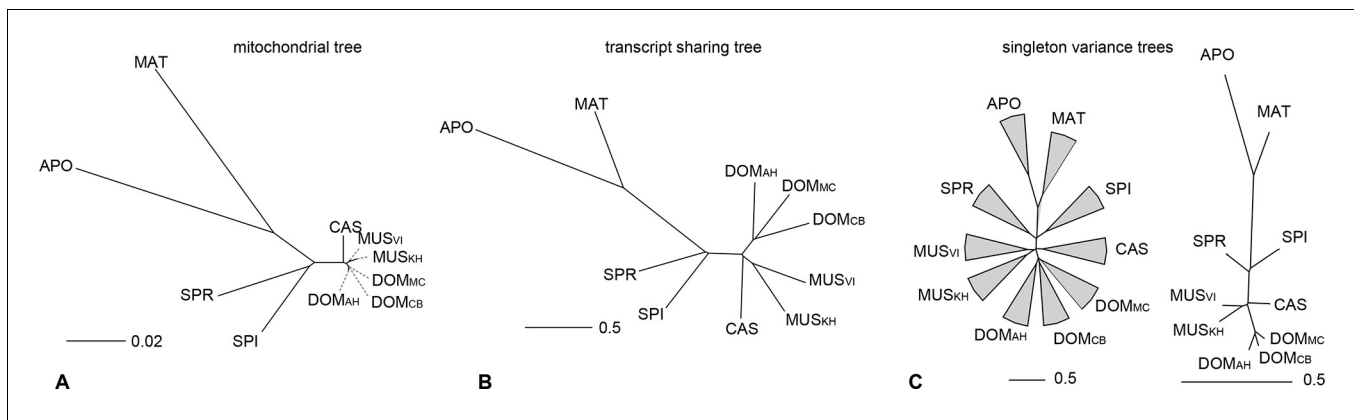 mitochondrial tree
MAT
APO
CAS
MUSVI
MUSKH
DOMMC
DOMCB
DOMAH
SPR
SPI
0.02
A
transcript sharing tree
MAT
APO
DOMAH
DOMMC
DOMCB
MUSVI
MUSKH
CAS
SPR
SPI
0.5
B
singleton variance trees
APO
MAT
SPR
SPI
MUSVI
CAS
MUSKH
DOMMC
DOMAH
DOMCB
0.5
C
APO
MAT
SPR
SPI
MUSVI
CAS
MUSKH
DOMMC
DOMCB
DOMAH
0.5